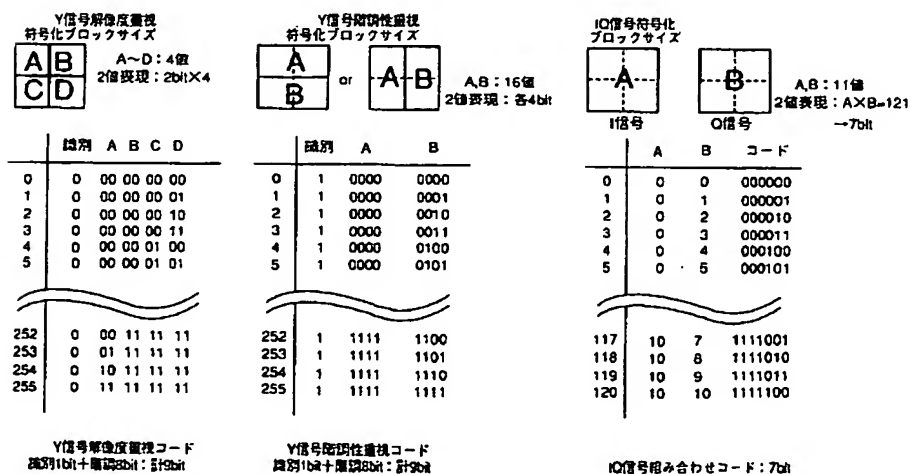 Y信号解像度重視
符号化ブロックサイズ
A B
C D
A～D：4値
2値表現：2bit×4
識別 A B C D
0 0 00 00 00 00
1 0 00 00 00 01
2 0 00 00 00 10
3 0 00 00 00 11
4 0 00 00 01 00
5 0 00 00 01 01
252 0 00 11 11 11
253 0 01 11 11 11
254 0 10 11 11 11
255 0 11 11 11 11
Y信号解像度重視コード
識別1bit＋階調8bit：計9bit
Y信号階調性重視
符号化ブロックサイズ
A
B
or
A B
A,B：16値
2値表現：各4bit
識別 A B
0 1 0000 0000
1 1 0000 0001
2 1 0000 0010
3 1 0000 0011
4 1 0000 0100
5 1 0000 0101
252 1 1111 1100
253 1 1111 1101
254 1 1111 1110
255 1 1111 1111
Y信号階調性重視コード
識別1bit＋階調8bit：計9bit
IQ信号符号化
ブロックサイズ
A
I信号
B
Q信号
A,B：11値
2値表現：A×B=121
→7bit
A B コード
0 0 0 000000
1 0 1 000001
2 0 2 000010
3 0 3 000011
4 0 4 000100
5 0 5 000101
117 10 7 1111001
118 10 8 1111010
119 10 9 1111011
120 10 10 1111100
IQ信号組み合わせコード：7bit